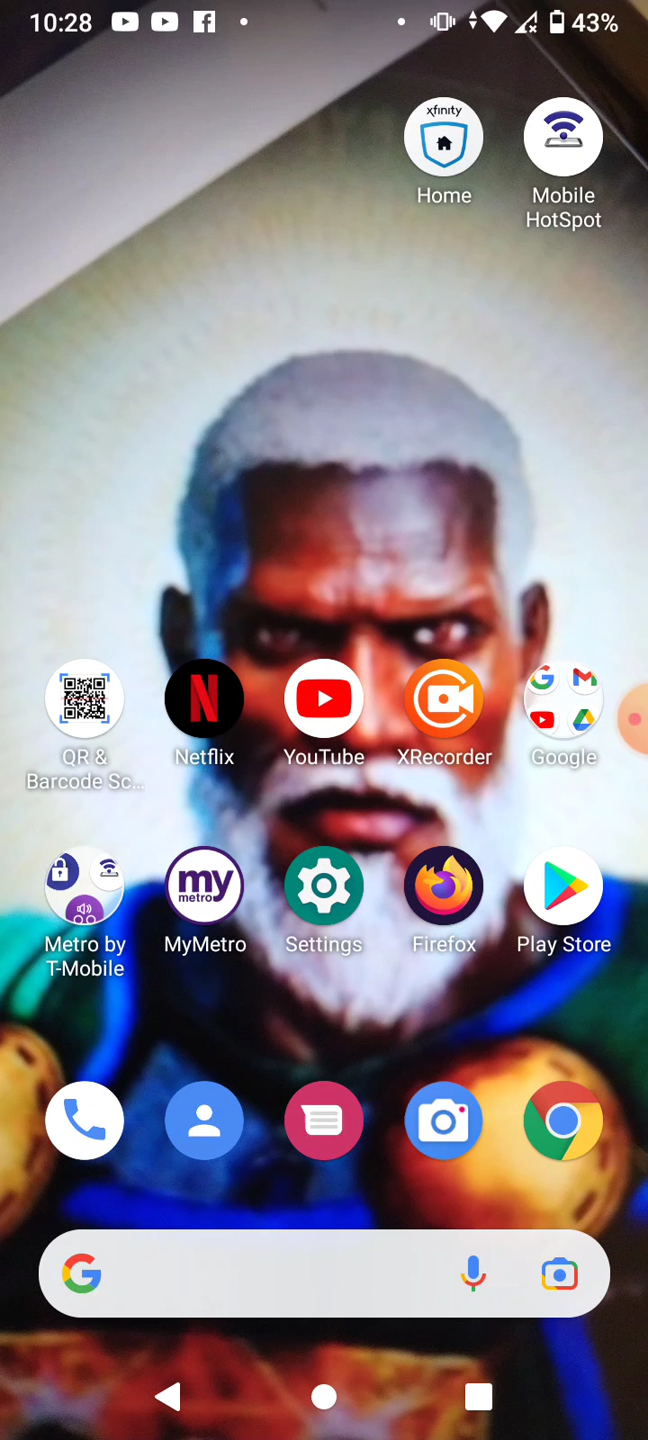 10:28
43%
xfinity
Home
Mobile
HotSpot
QR &
Barcode Sc...
Netflix
YouTube
XRecorder
Google
Metro by
T-Mobile
my
metro
MyMetro
Settings
Firefox
Play Store